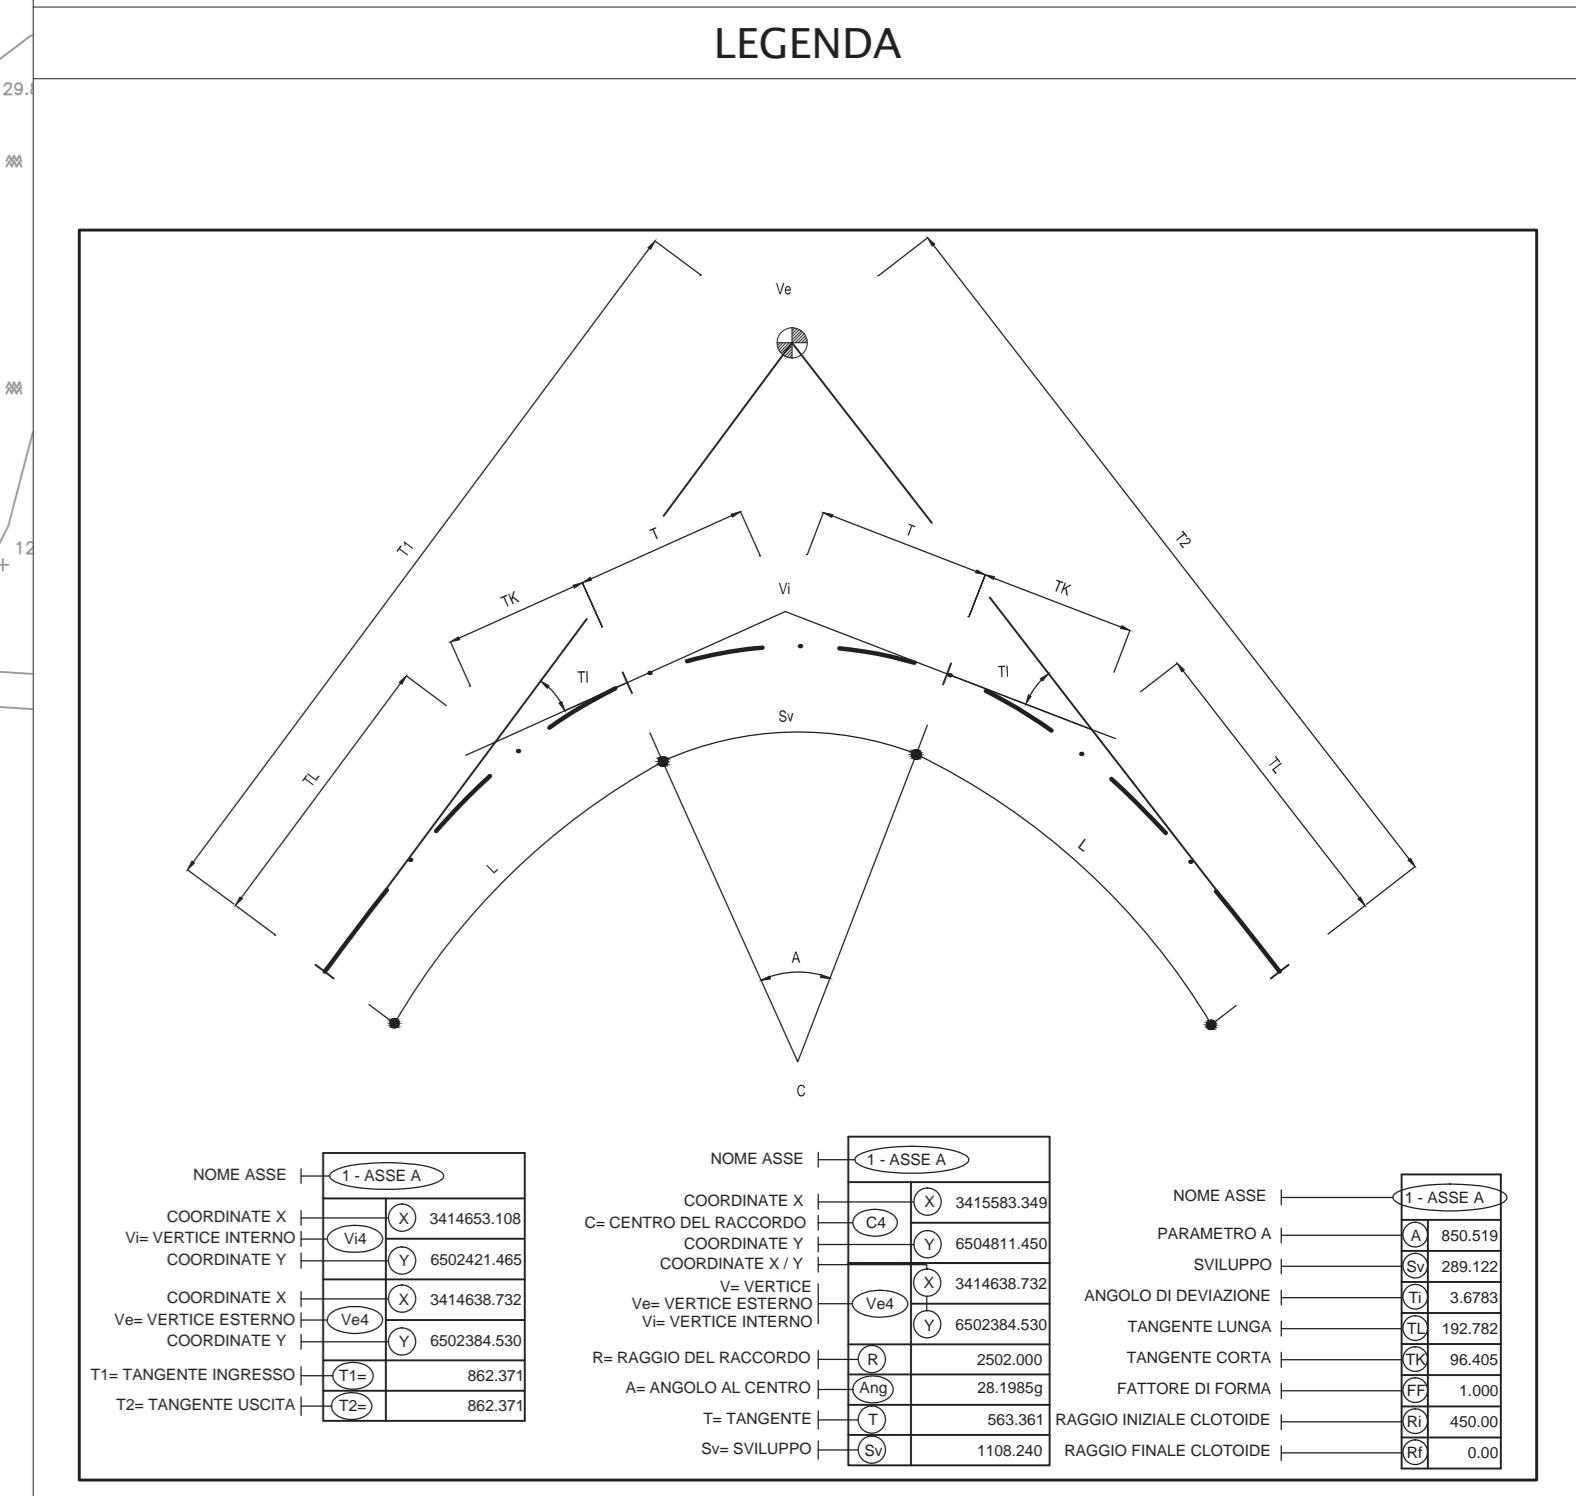 LEGENDA
29.
12
Ve
T1
T2
T
T
TK
TK
Vi
TI
TI
Sv
TL
TL
L
L
A
C
NOME ASSE 1 - ASSE A
COORDINATE X X 3414653.108
Vi= VERTICE INTERNO Vi4
COORDINATE Y Y 6502421.465
COORDINATE X X 3414638.732
Ve= VERTICE ESTERNO Ve4
COORDINATE Y Y 6502384.530
T1= TANGENTE INGRESSO T1= 862.371
T2= TANGENTE USCITA T2= 862.371
NOME ASSE 1 - ASSE A
COORDINATE X X 3415583.349
C= CENTRO DEL RACCORDO C4
COORDINATE Y Y 6504811.450
COORDINATE X / Y X 3414638.732
V= VERTICE
Ve= VERTICE ESTERNO Ve4
Vi= VERTICE INTERNO Y 6502384.530
R= RAGGIO DEL RACCORDO R 2502.000
A= ANGOLO AL CENTRO Ang 28.1985g
T= TANGENTE T 563.361
Sv= SVILUPPO Sv 1108.240
NOME ASSE 1 - ASSE A
PARAMETRO A A 850.519
SVILUPPO Sv 289.122
ANGOLO DI DEVIAZIONE Ti 3.6783
TANGENTE LUNGA TL 192.782
TANGENTE CORTA TK 96.405
FATTORE DI FORMA FF 1.000
RAGGIO INIZIALE CLOTOIDE Ri 450.00
RAGGIO FINALE CLOTOIDE Rf 0.00